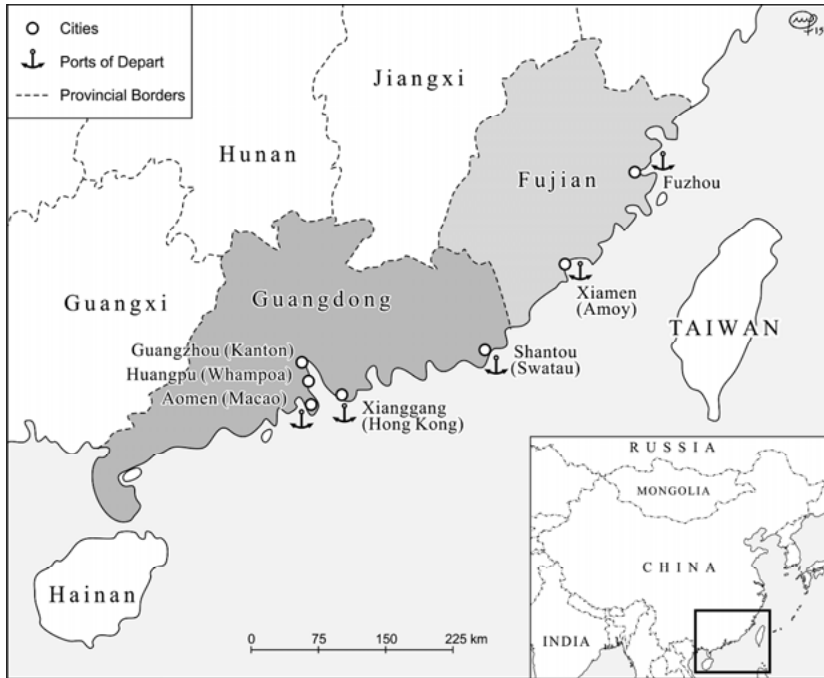 Cities
Ports of Depart
Provincial Borders
Jiangxi
Hunan
Fujian
Fuzhou
Guangxi
Guangdong
Xiamen
(Amoy)
TAIWAN
Guangzhou (Kanton)
Huangpu (Whampoa)
Aomen (Macao)
Shantou
(Swatau)
Xianggang
(Hong Kong)
Hainan
0 75 150 225 km
RUSSIA
MONGOLIA
CHINA
INDIA